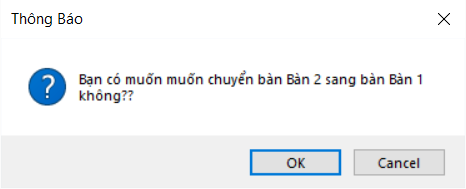 Thông Báo
Bạn có muốn muốn chuyển bàn Bàn 2 sang bàn Bàn 1
không??
OK
Cancel